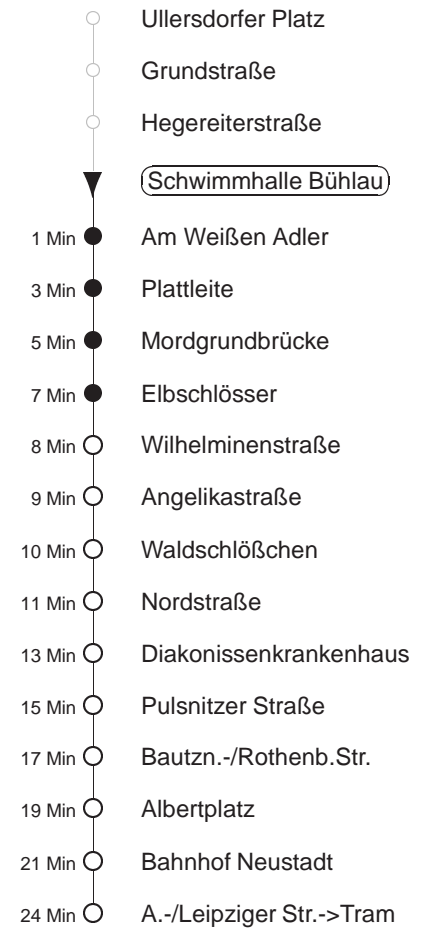 Ullersdorfer Platz
Grundstraße
Hegereiterstraße
Schwimmhalle Bühlau
1 Min Am Weißen Adler
3 Min Plattleite
5 Min Mordgrundbrücke
7 Min Elbschlösser
8 Min Wilhelminenstraße
9 Min Angelikastraße
10 Min Waldschlößchen
11 Min Nordstraße
13 Min Diakonissenkrankenhaus
15 Min Pulsnitzer Straße
17 Min Bautzn.-/Rothenb.Str.
19 Min Albertplatz
21 Min Bahnhof Neustadt
24 Min A.-/Leipziger Str.->Tram